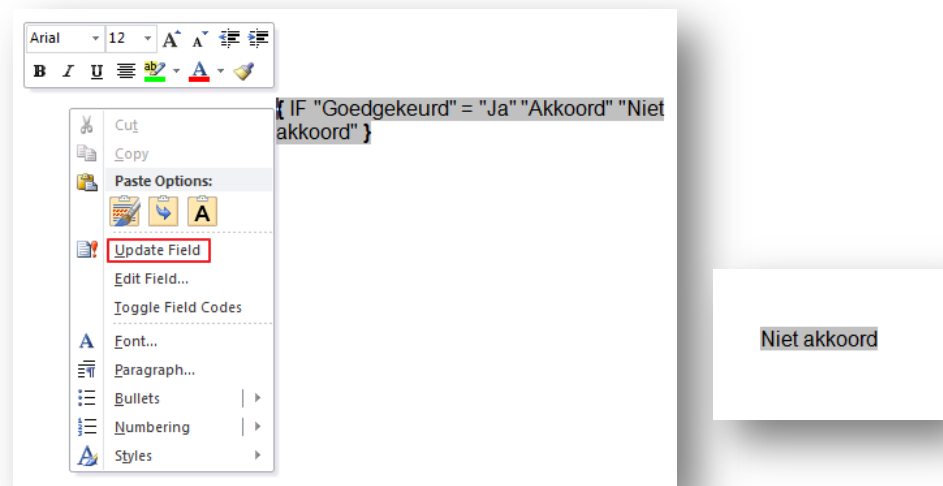 Arial 12 A A
B I U ab A
{ IF "Goedgekeurd" = "Ja" "Akkoord" "Niet
akkoord" }
Cut
Copy
Paste Options:
A
Update Field
Edit Field...
Toggle Field Codes
A Font...
Paragraph...
Bullets
Numbering
A Styles
Niet akkoord